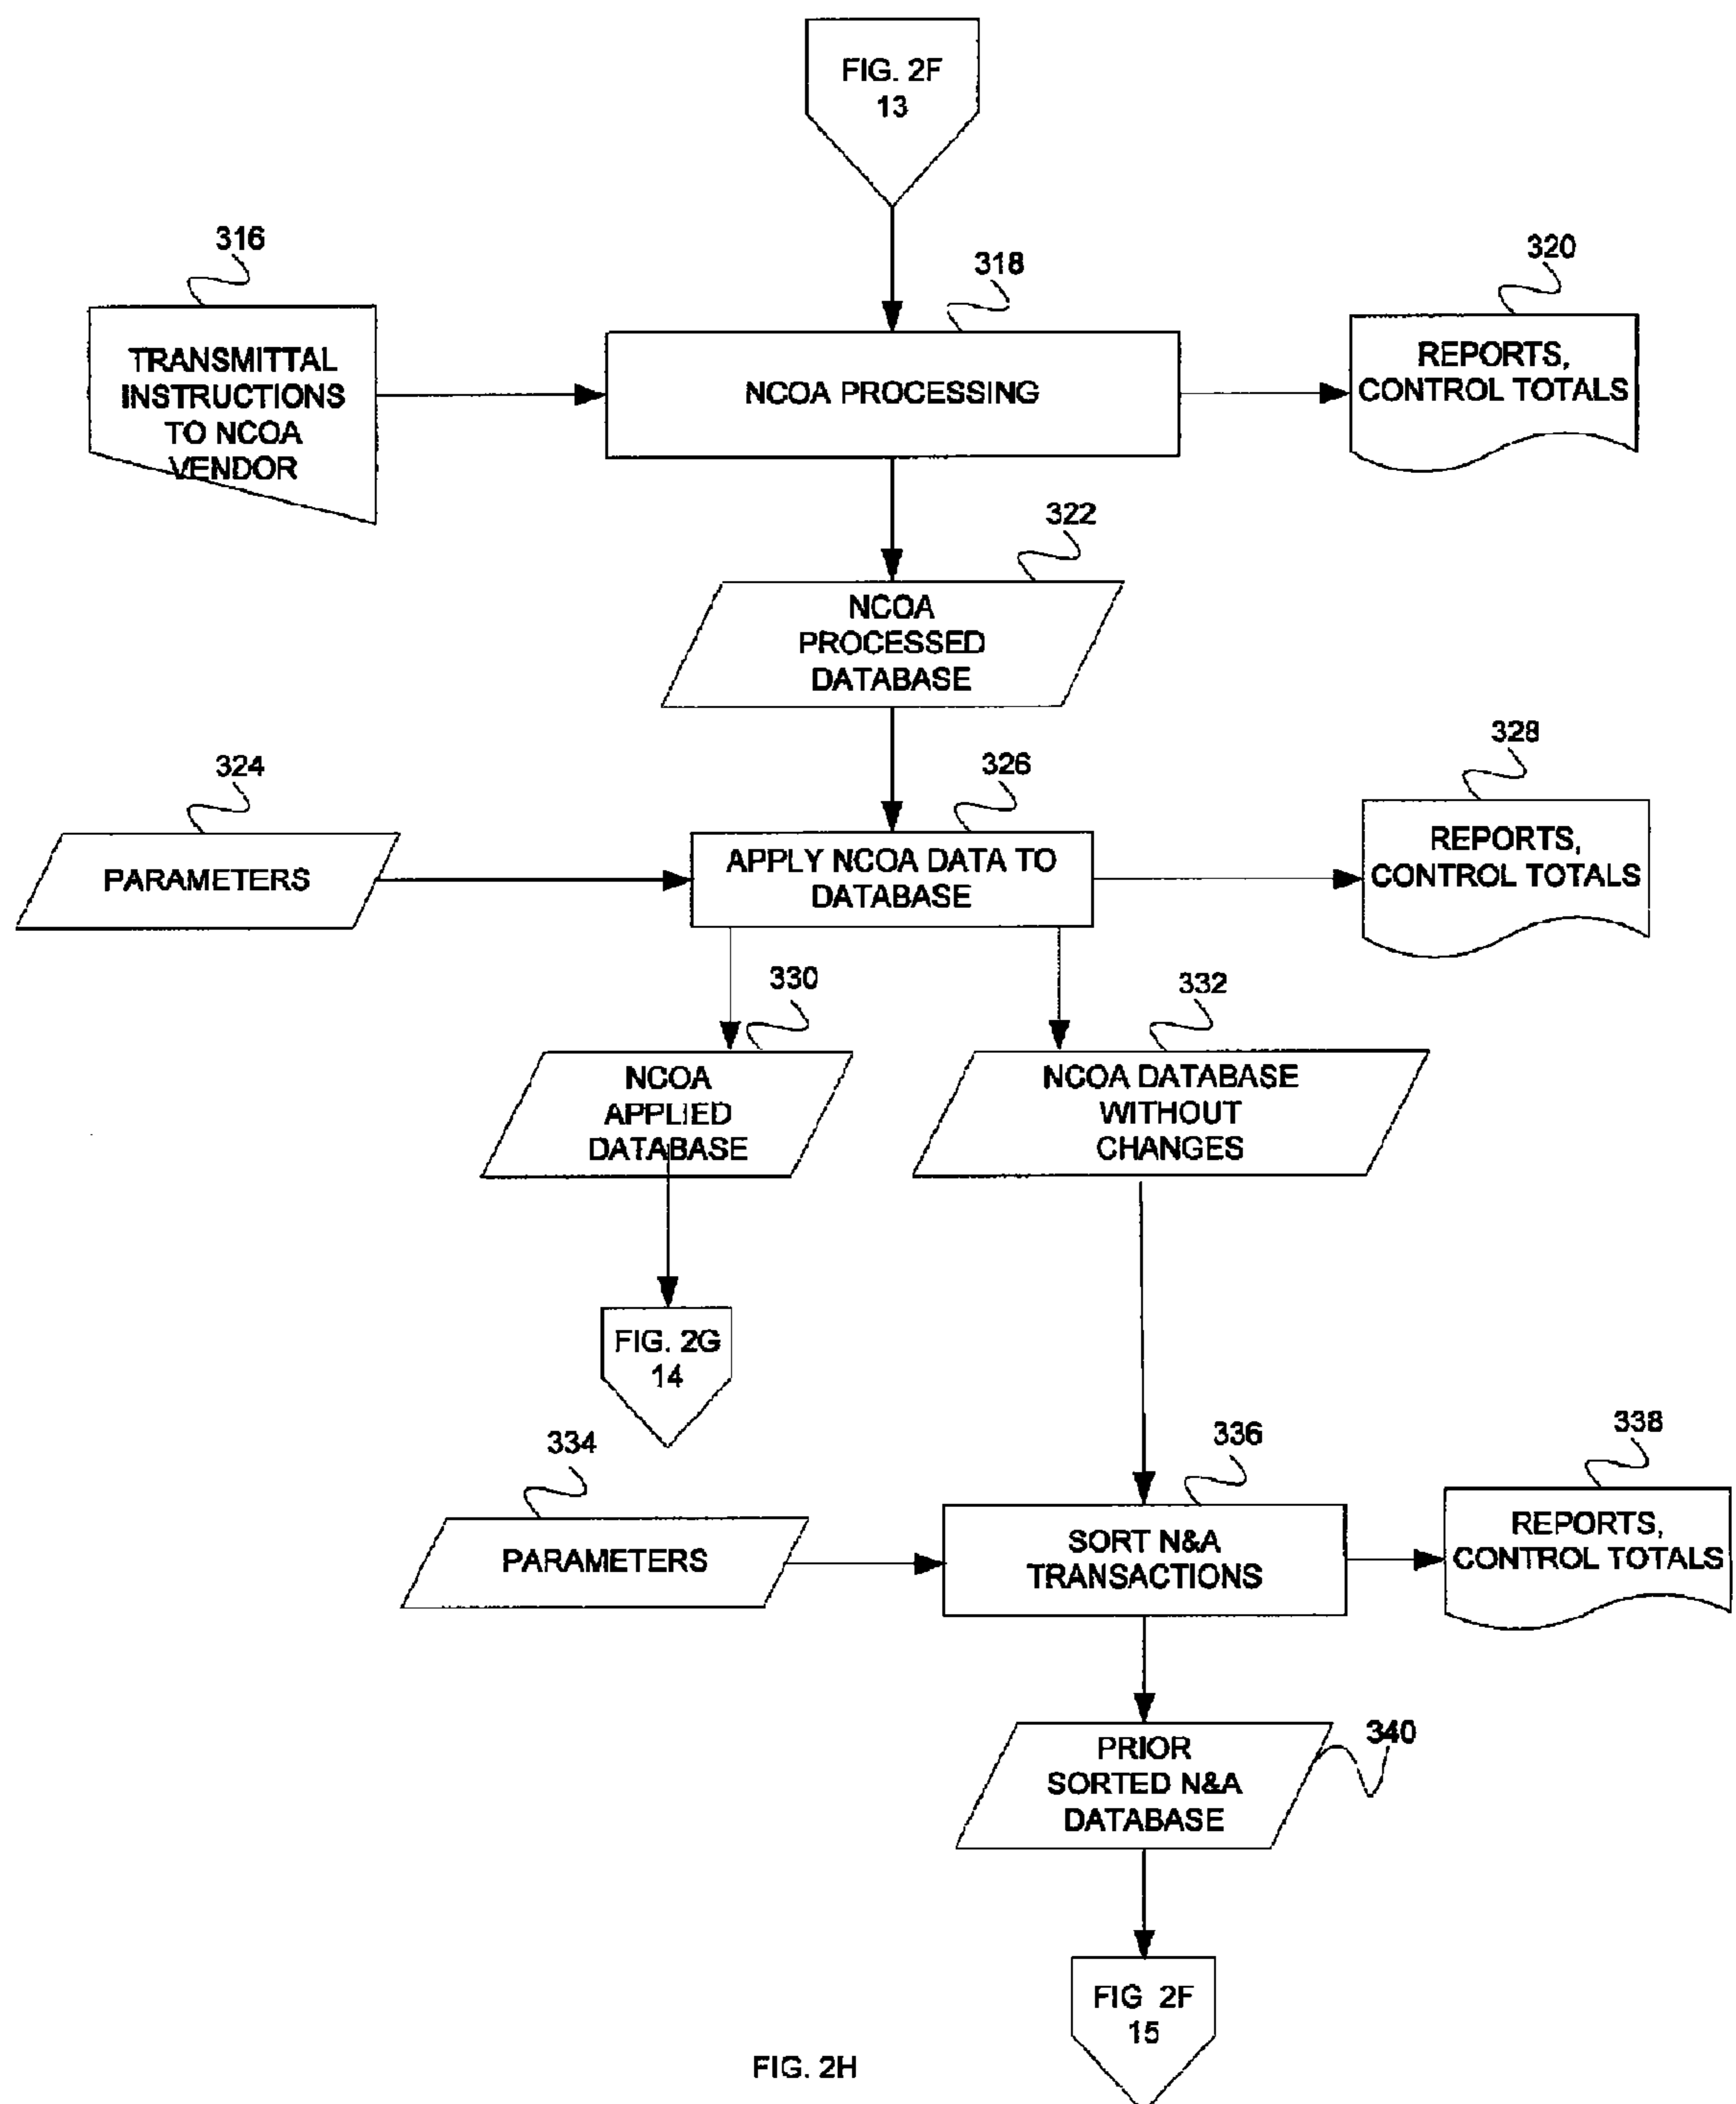 FIG. 2F
13
316
318
320
TRANSMITTAL
INSTRUCTIONS
TO NCOA
VENDOR
NCOA PROCESSING
REPORTS,
CONTROL TOTALS
322
NCOA
PROCESSED
DATABASE
324
326
328
PARAMETERS
APPLY NCOA DATA TO
DATABASE
REPORTS,
CONTROL TOTALS
330
332
NCOA
APPLIED
DATABASE
NCOA DATABASE
WITHOUT
CHANGES
FIG. 2G
14
334
336
338
PARAMETERS
SORT N&A
TRANSACTIONS
REPORTS,
CONTROL TOTALS
340
PRIOR
SORTED N&A
DATABASE
FIG 2F
15
FIG. 2H